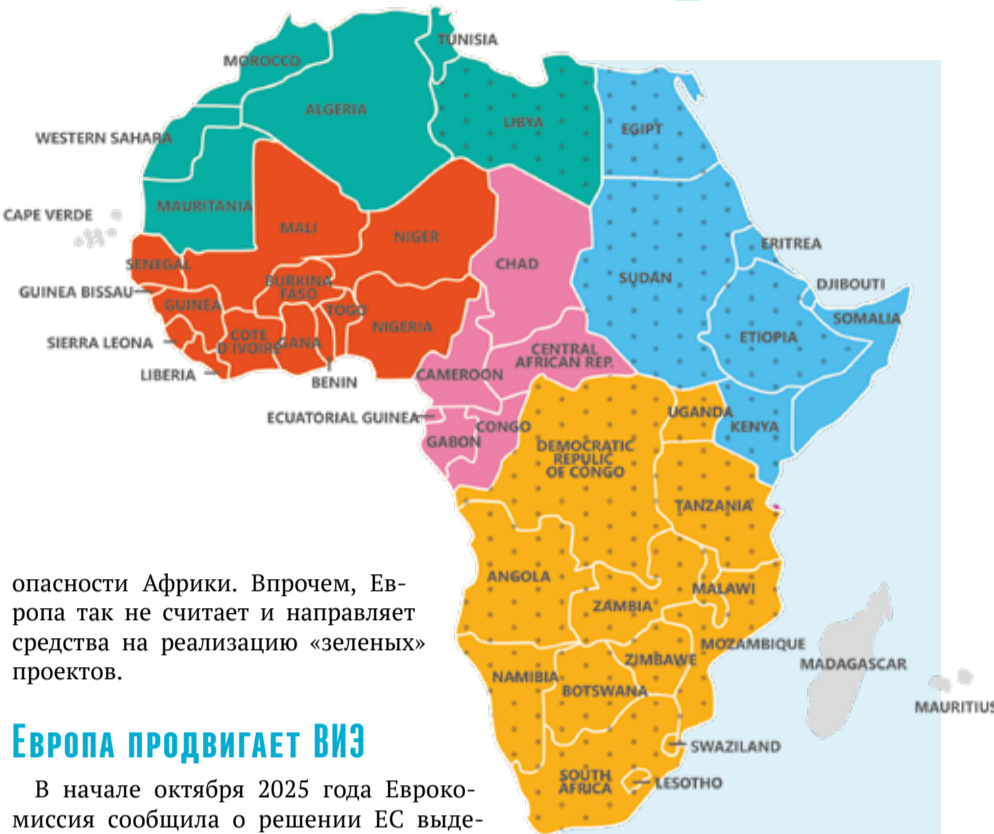 TUNISIA
MOROCCO
ALGERIA
LIBYA
EGIPT
WESTERN SAHARA
MAURITANIA
CAPE VERDE
MALI
NIGER
CHAD
SUDAN
ERITREA
SENEGAL
GUINEA BISSAU
GUINEA
BURKINA
FASO
TOGO
NIGERIA
DJIBOUTI
SOMALIA
ETIOPIA
SIERRA LEONA
COTE
D'IVOIRE
GANA
LIBERIA
BENIN
CAMEROON
CENTRAL
AFRICAN REP.
ECUATORIAL GUINEA
GABON
CONGO
UGANDA
KENYA
DEMOCRATIC
REPULIC
OF CONGO
TANZANIA
ANGOLA
ZAMBIA
MALAWI
MOZAMBIQUE
MADAGASCAR
MAURITIUS
NAMIBIA
ZIMBAWE
BOTSWANA
SWAZILAND
SOUTH
AFRICA
LESOTHO
опасности Африки. Впрочем, Ев-
ропа так не считает и направляет
средства на реализацию «зеленых»
проектов.
ЕВРОПА ПРОДВИГАЕТ ВИЭ
В начале октября 2025 года Евроко-
миссия сообщила о решении ЕС выде-